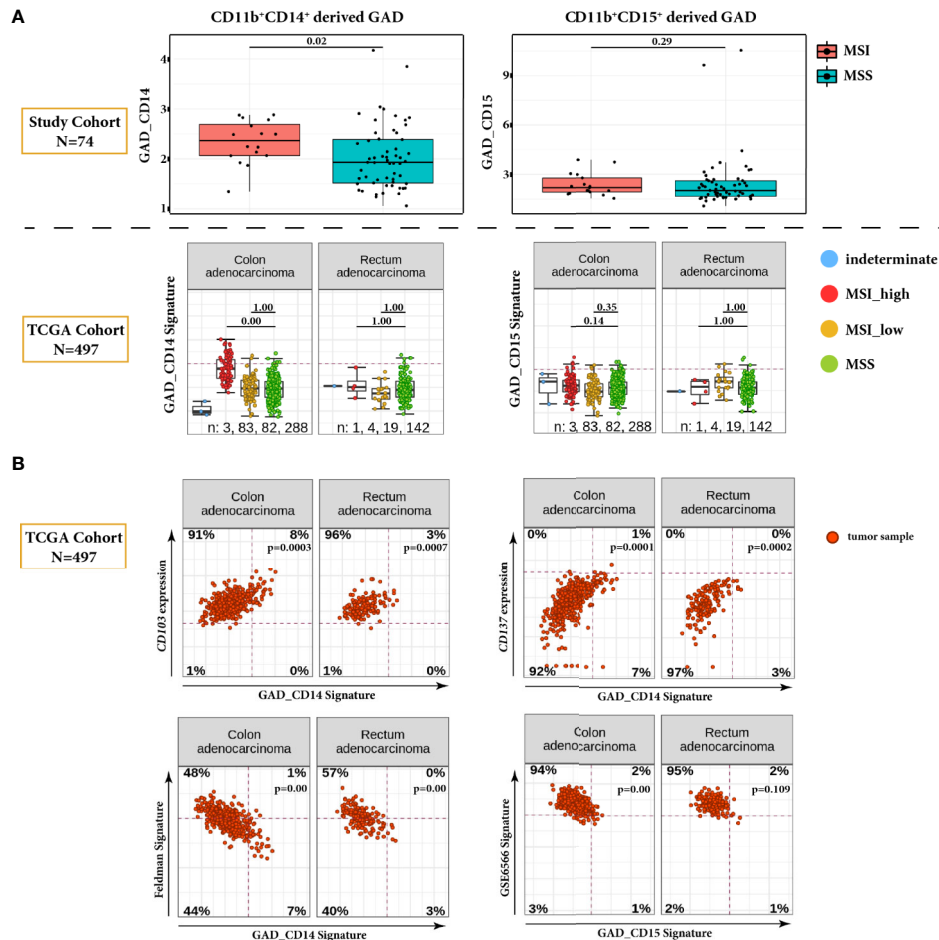 A
CD11b⁺CD14⁺ derived GAD
CD11b⁺CD15⁺ derived GAD
Study Cohort
N=74
GAD_CD14
4
3
2
1
0.02
GAD_CD15
9
6
3
0.29
MSI
MSS
TCGA Cohort
N=497
GAD_CD14 Signature
Colon
adenocarcinoma
Rectum
adenocarcinoma
1.00
0.00
1.00
1.00
n: 3, 83, 82, 288
n: 1, 4, 19, 142
GAD_CD15 Signature
Colon
adenocarcinoma
Rectum
adenocarcinoma
0.35
0.14
1.00
1.00
n: 3, 83, 82, 288
n: 1, 4, 19, 142
indeterminate
MSI_high
MSI_low
MSS
B
TCGA Cohort
N=497
CD103 expression
Colon
adenocarcinoma
Rectum
adenocarcinoma
91%
8%
p=0.0003
96%
3%
p=0.0007
1%
0%
1%
0%
GAD_CD14 Signature
CD137 expression
Colon
adenocarcinoma
Rectum
adenocarcinoma
0%
1%
p=0.0001
0%
0%
p=0.0002
92%
7%
97%
3%
GAD_CD14 Signature
tumor sample
Feldman Signature
Colon
adenocarcinoma
Rectum
adenocarcinoma
48%
1%
p=0.00
57%
0%
p=0.00
44%
7%
40%
3%
GAD_CD14 Signature
GSE6566 Signature
Colon
adenocarcinoma
Rectum
adenocarcinoma
94%
2%
p=0.00
95%
2%
p=0.109
3%
1%
2%
1%
GAD_CD15 Signature